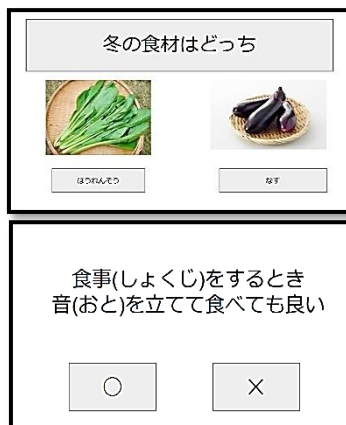 冬の食材はどっち
ほうれんそう
なす
食事(しょくじ)をするとき
音(おと)を立てて食べても良い
○
×